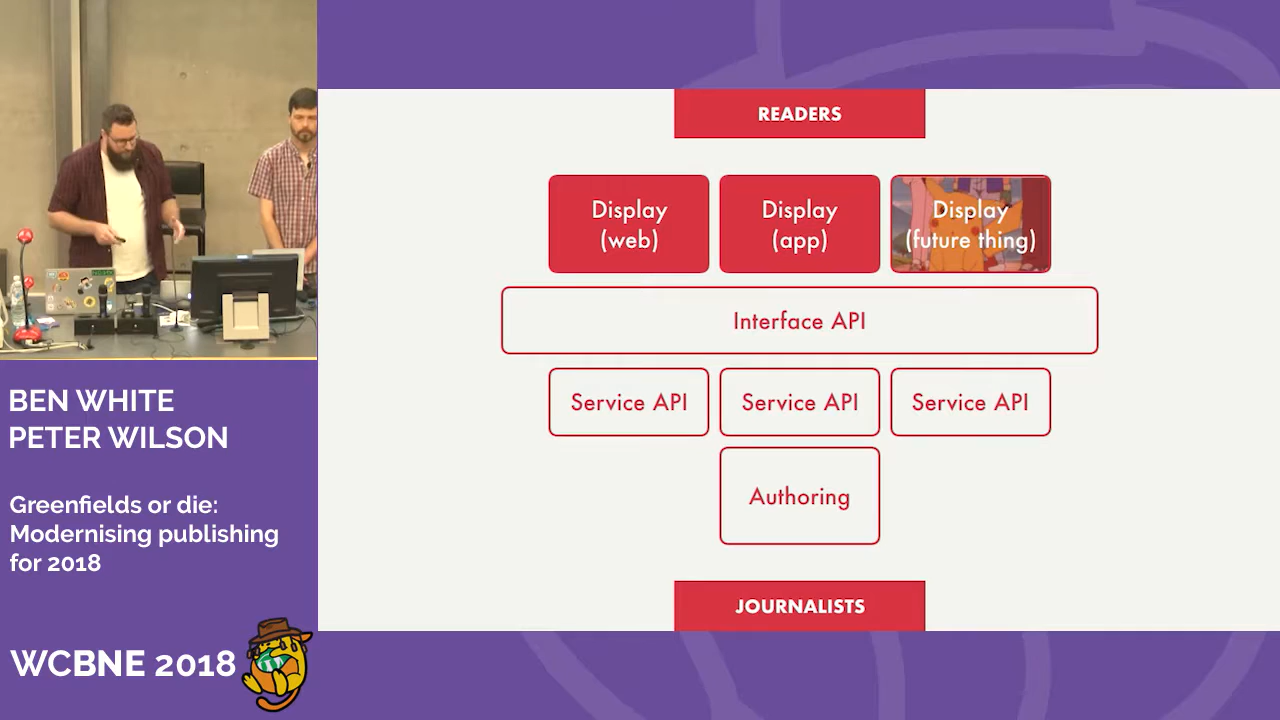 READERS
Display
(web)
Display
(app)
Display
(future thing)
Interface API
Service API
Service API
Service API
Authoring
JOURNALISTS
BEN WHITE
PETER WILSON
Greenfields or die:
Modernising publishing
for 2018
WCBNE 2018